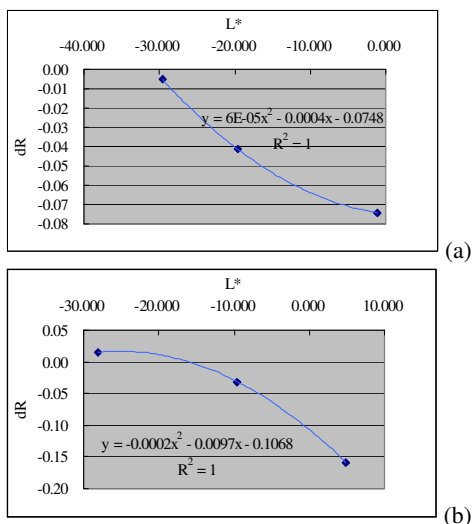 L*
-40.000 -30.000 -20.000 -10.000 0.000
0.00
-0.01
-0.02
-0.03
-0.04
-0.05
-0.06
-0.07
-0.08
dR
y = 6E-05x² - 0.0004x - 0.0748
R² = 1
(a)
L*
-30.000 -20.000 -10.000 0.000 10.000
0.05
0.00
-0.05
-0.10
-0.15
-0.20
dR
y = -0.0002x² - 0.0097x - 0.1068
R² = 1
(b)